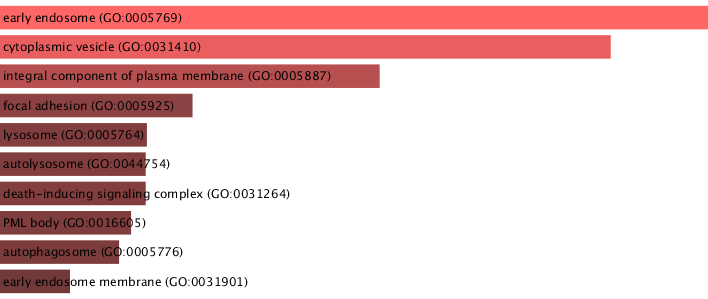 early endosome (GO:0005769)
cytoplasmic vesicle (GO:0031410)
integral component of plasma membrane (GO:0005887)
focal adhesion (GO:0005925)
lysosome (GO:0005764)
autolysosome (GO:0044754)
death-inducing signaling complex (GO:0031264)
PML body (GO:0016605)
autophagosome (GO:0005776)
early endosome membrane (GO:0031901)